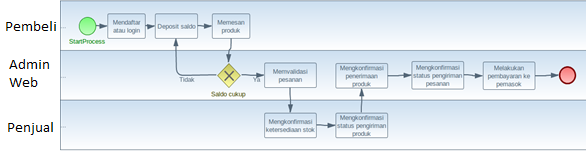 Pembeli
StartProcess
Mendaftar
atau login
Deposit saldo
Memesan
produk
Admin
Web
Tidak
Saldo cukup
Ya
Memvalidasi
pesanan
Mengkonfirmasi
penerimaan
produk
Mengkonfirmasi
status pengiriman
pesanan
Melakukan
pembayaran ke
pemasok
Penjual
Mengkonfirmasi
ketersediaan stok
Mengkonfirmasi
status pengiriman
produk